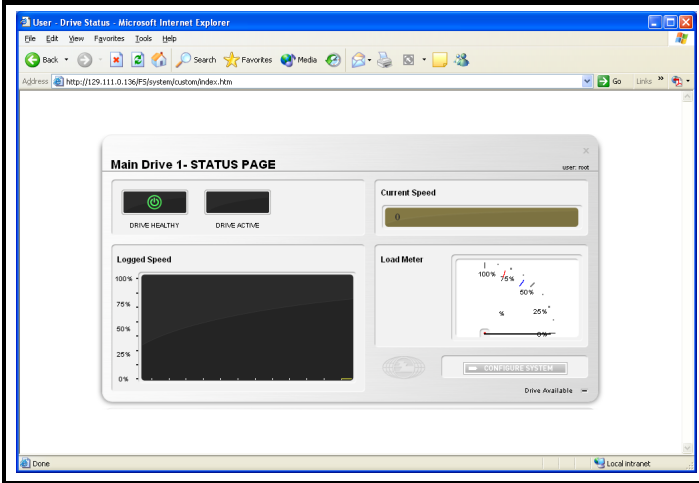 User - Drive Status - Microsoft Internet Explorer
File Edit View Favorites Tools Help
Back Search Favorites Media
Address http://129.111.0.136/FS/system/custom/index.htm Go Links »
Main Drive 1- STATUS PAGE
user: root
DRIVE HEALTHY DRIVE ACTIVE
Current Speed
0
Logged Speed
100%
75%
50%
25%
0%
Load Meter
100% 75%
50%
% 25%
0%
CONFIGURE SYSTEM
Drive Available
Done Local intranet